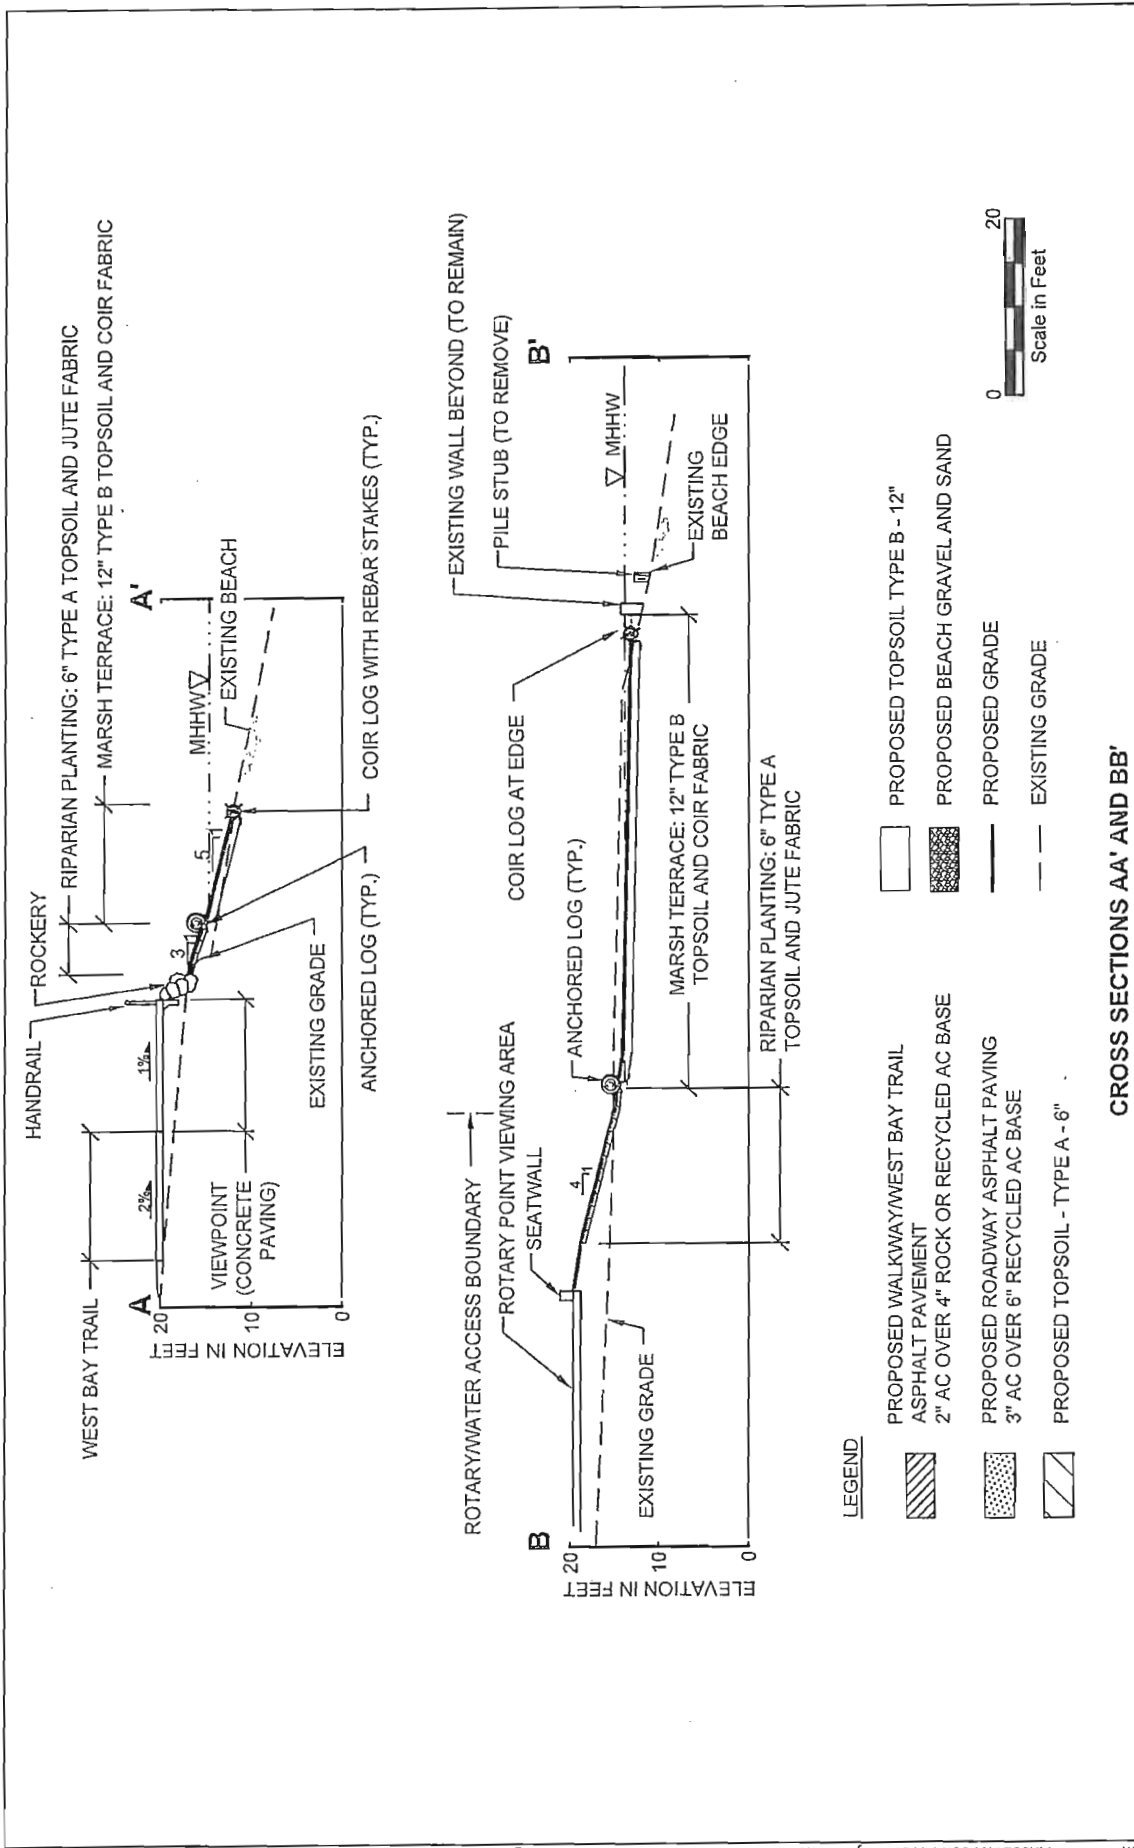 HANDRAIL
ROCKERY
RIPARIAN PLANTING: 6" TYPE A TOPSOIL AND JUTE FABRIC
WEST BAY TRAIL
MARSH TERRACE: 12" TYPE B TOPSOIL AND COIR FABRIC
A
A'
2%
1%
3
5
1
MHHW
EXISTING BEACH
20
10
0
ELEVATION IN FEET
VIEWPOINT
(CONCRETE
PAVING)
EXISTING GRADE
ANCHORED LOG (TYP.)
COIR LOG WITH REBAR STAKES (TYP.)
ROTARY/WATER ACCESS BOUNDARY
ROTARY POINT VIEWING AREA
SEATWALL
EXISTING WALL BEYOND (TO REMAIN)
PILE STUB (TO REMOVE)
COIR LOG AT EDGE
ANCHORED LOG (TYP.)
B
B'
4
1
MHHW
20
10
0
ELEVATION IN FEET
EXISTING GRADE
MARSH TERRACE: 12" TYPE B
TOPSOIL AND COIR FABRIC
EXISTING
BEACH EDGE
RIPARIAN PLANTING: 6" TYPE A
TOPSOIL AND JUTE FABRIC
LEGEND
PROPOSED WALKWAY/WEST BAY TRAIL
ASPHALT PAVEMENT
2" AC OVER 4" ROCK OR RECYCLED AC BASE
PROPOSED ROADWAY ASPHALT PAVING
3" AC OVER 6" RECYCLED AC BASE
PROPOSED TOPSOIL - TYPE A - 6"
PROPOSED TOPSOIL TYPE B - 12"
PROPOSED BEACH GRAVEL AND SAND
PROPOSED GRADE
EXISTING GRADE
0
20
Scale in Feet
CROSS SECTIONS AA' AND BB'